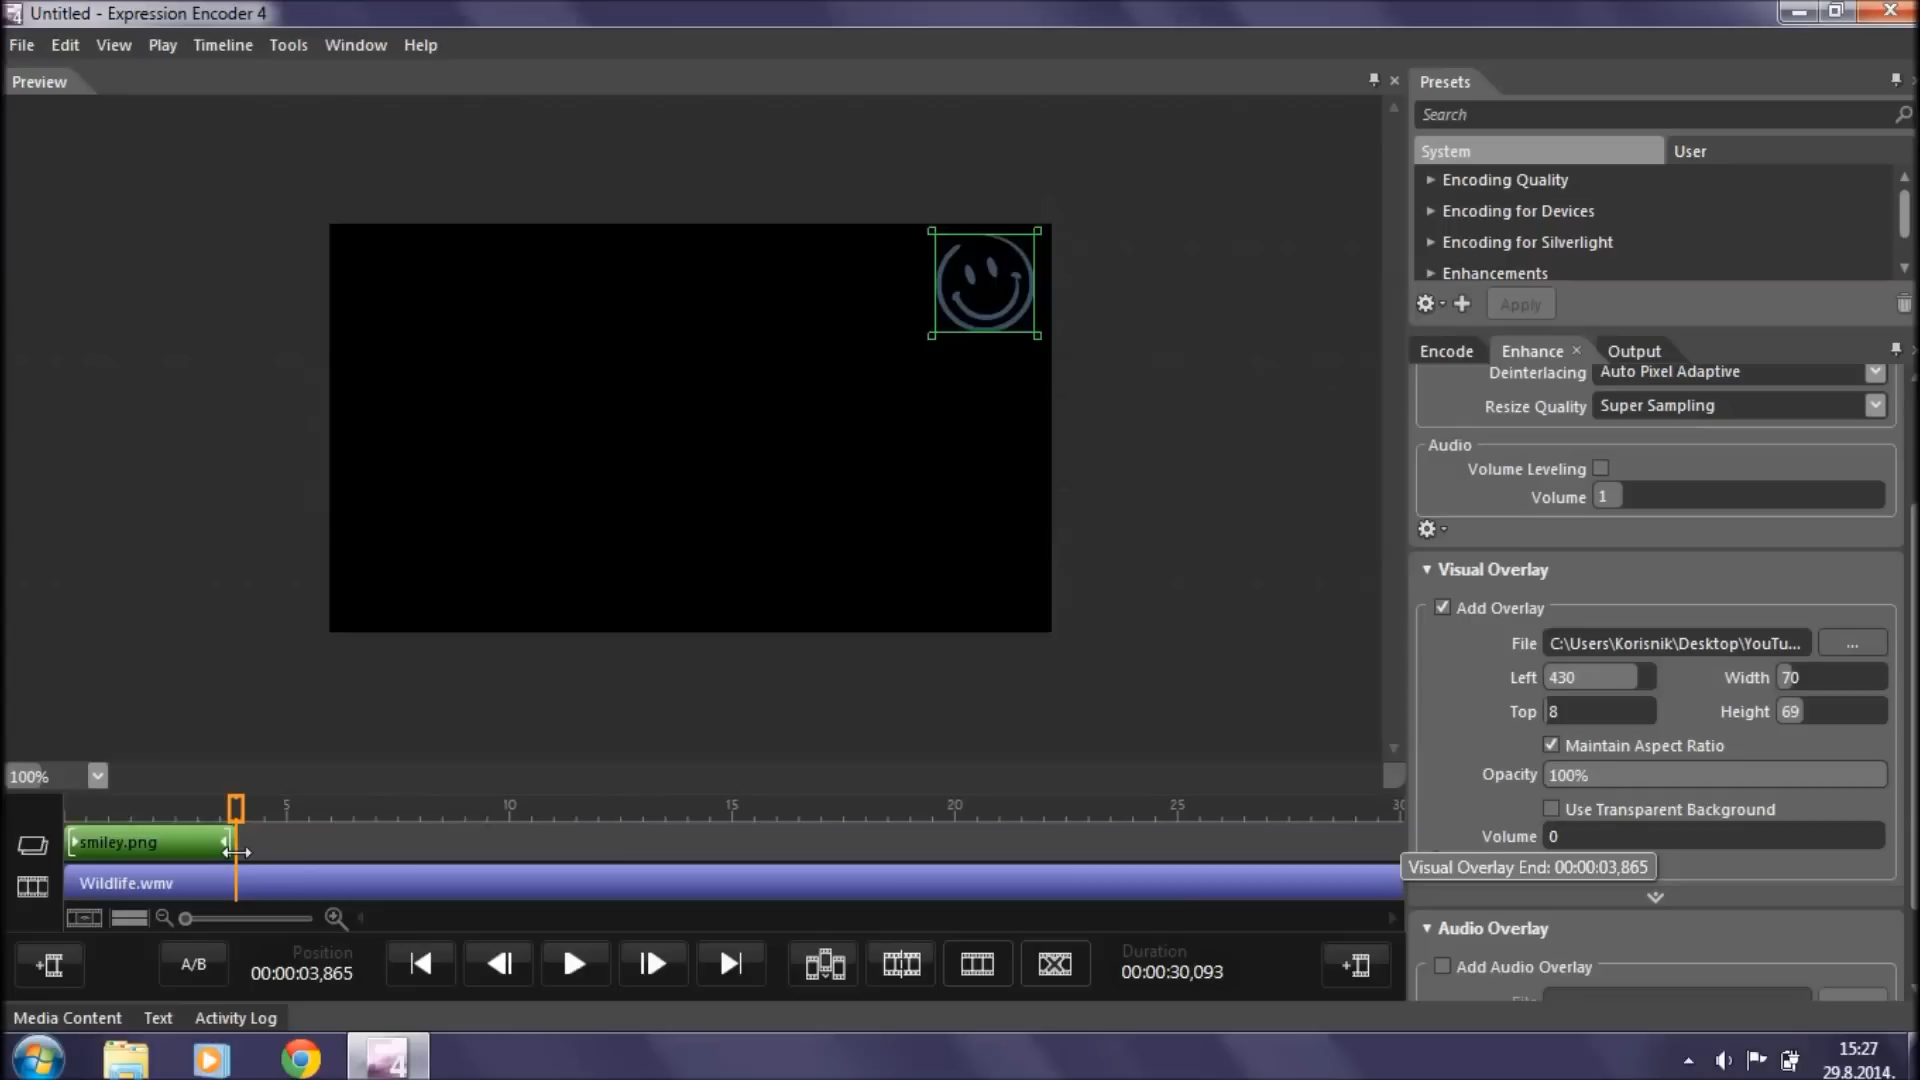 Untitled - Expression Encoder 4
File Edit View Play Timeline Tools Window Help
Preview
Presets
Search
System User
Encoding Quality
Encoding for Devices
Encoding for Silverlight
Enhancements
Apply
Encode Enhance Output
Deinterlacing Auto Pixel Adaptive
Resize Quality Super Sampling
Audio
Volume Leveling
Volume 1
Visual Overlay
Add Overlay
File C:\Users\Korisnik\Desktop\YouTu... ...
Left 430 Width 70
Top 8 Height 69
Maintain Aspect Ratio
Opacity 100%
Use Transparent Background
Volume 0
Visual Overlay End: 00:00:03,865
Audio Overlay
Add Audio Overlay
100%
5 10 15 20 25 30
smiley.png
Wildlife.wmv
A/B
Position
00:00:03,865
Duration
00:00:30,093
Media Content Text Activity Log
4
15:27
29.8.2014.